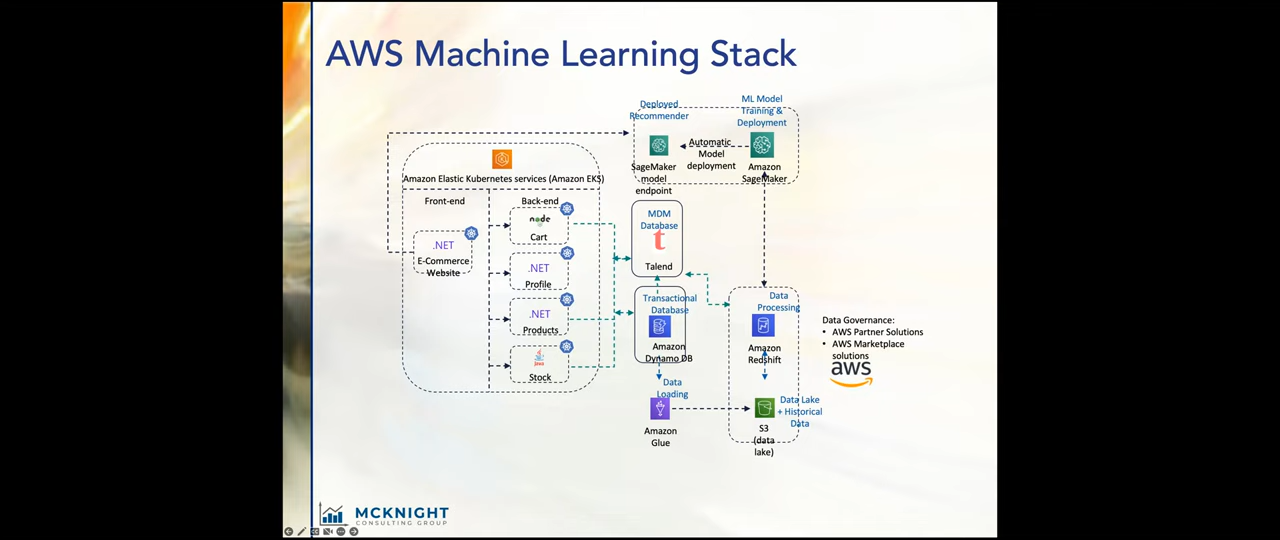 AWS Machine Learning Stack
Deployed
Recommender
ML Model
Training &
Deployment
Automatic
Model
deployment
SageMaker
model
endpoint
Amazon
SageMaker
Amazon Elastic Kubernetes services (Amazon EKS)
Front-end
Back-end
.NET
E-Commerce
Website
node
Cart
.NET
Profile
.NET
Products
Java
Stock
MDM
Database
t
Talend
Transactional
Database
Amazon
Dynamo DB
Data
Loading
Amazon
Glue
Data
Processing
Amazon
Redshift
Data Lake
+ Historical
Data
S3
(data
lake)
Data Governance:
• AWS Partner Solutions
• AWS Marketplace
solutions
aws
MCKNIGHT
CONSULTING GROUP